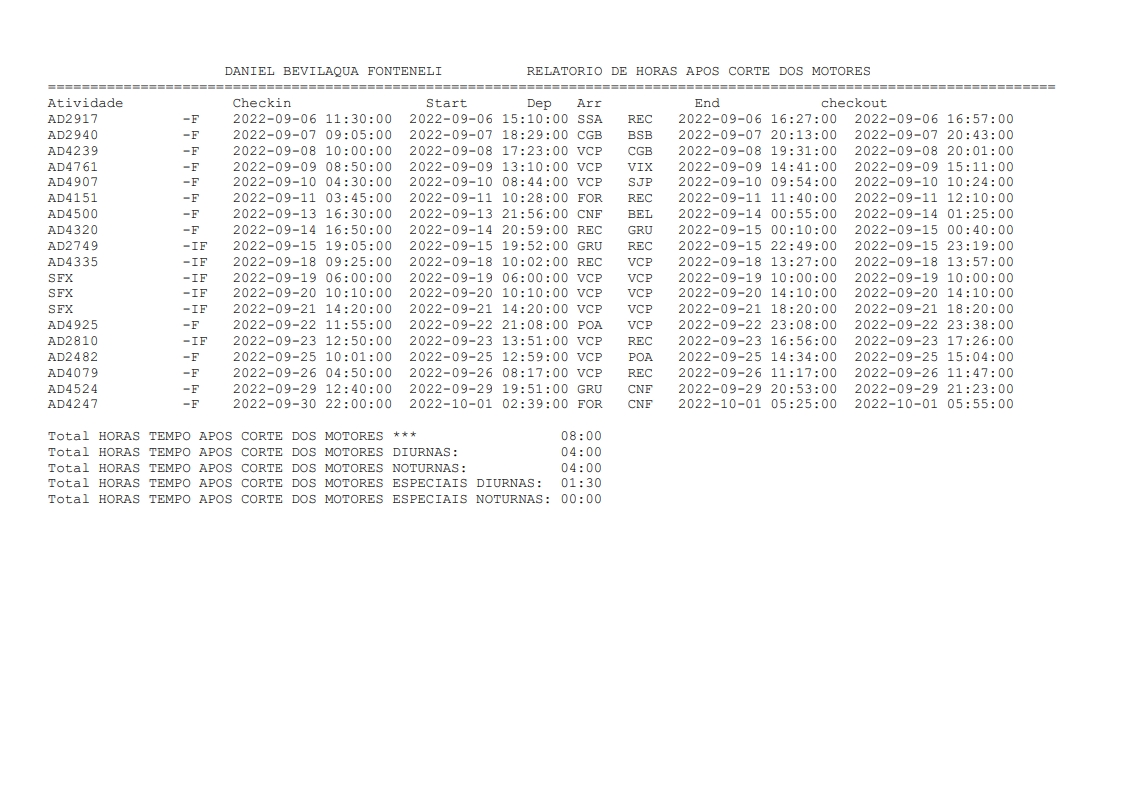 DANIEL BEVILAQUA FONTENELI          RELATORIO DE HORAS APOS CORTE DOS MOTORES
========================================================================================================================
Atividade             Checkin                Start       Dep   Arr           End            checkout
AD2917          -F    2022-09-06 11:30:00  2022-09-06 15:10:00 SSA   REC   2022-09-06 16:27:00  2022-09-06 16:57:00
AD2940          -F    2022-09-07 09:05:00  2022-09-07 18:29:00 CGB   BSB   2022-09-07 20:13:00  2022-09-07 20:43:00
AD4239          -F    2022-09-08 10:00:00  2022-09-08 17:23:00 VCP   CGB   2022-09-08 19:31:00  2022-09-08 20:01:00
AD4761          -F    2022-09-09 08:50:00  2022-09-09 13:10:00 VCP   VIX   2022-09-09 14:41:00  2022-09-09 15:11:00
AD4907          -F    2022-09-10 04:30:00  2022-09-10 08:44:00 VCP   SJP   2022-09-10 09:54:00  2022-09-10 10:24:00
AD4151          -F    2022-09-11 03:45:00  2022-09-11 10:28:00 FOR   REC   2022-09-11 11:40:00  2022-09-11 12:10:00
AD4500          -F    2022-09-13 16:30:00  2022-09-13 21:56:00 CNF   BEL   2022-09-14 00:55:00  2022-09-14 01:25:00
AD4320          -F    2022-09-14 16:50:00  2022-09-14 20:59:00 REC   GRU   2022-09-15 00:10:00  2022-09-15 00:40:00
AD2749          -IF   2022-09-15 19:05:00  2022-09-15 19:52:00 GRU   REC   2022-09-15 22:49:00  2022-09-15 23:19:00
AD4335          -IF   2022-09-18 09:25:00  2022-09-18 10:02:00 REC   VCP   2022-09-18 13:27:00  2022-09-18 13:57:00
SFX             -IF   2022-09-19 06:00:00  2022-09-19 06:00:00 VCP   VCP   2022-09-19 10:00:00  2022-09-19 10:00:00
SFX             -IF   2022-09-20 10:10:00  2022-09-20 10:10:00 VCP   VCP   2022-09-20 14:10:00  2022-09-20 14:10:00
SFX             -IF   2022-09-21 14:20:00  2022-09-21 14:20:00 VCP   VCP   2022-09-21 18:20:00  2022-09-21 18:20:00
AD4925          -F    2022-09-22 11:55:00  2022-09-22 21:08:00 POA   VCP   2022-09-22 23:08:00  2022-09-22 23:38:00
AD2810          -IF   2022-09-23 12:50:00  2022-09-23 13:51:00 VCP   REC   2022-09-23 16:56:00  2022-09-23 17:26:00
AD2482          -F    2022-09-25 10:01:00  2022-09-25 12:59:00 VCP   POA   2022-09-25 14:34:00  2022-09-25 15:04:00
AD4079          -F    2022-09-26 04:50:00  2022-09-26 08:17:00 VCP   REC   2022-09-26 11:17:00  2022-09-26 11:47:00
AD4524          -F    2022-09-29 12:40:00  2022-09-29 19:51:00 GRU   CNF   2022-09-29 20:53:00  2022-09-29 21:23:00
AD4247          -F    2022-09-30 22:00:00  2022-10-01 02:39:00 FOR   CNF   2022-10-01 05:25:00  2022-10-01 05:55:00
Total HORAS TEMPO APOS CORTE DOS MOTORES ***                 08:00
Total HORAS TEMPO APOS CORTE DOS MOTORES DIURNAS:            04:00
Total HORAS TEMPO APOS CORTE DOS MOTORES NOTURNAS:           04:00
Total HORAS TEMPO APOS CORTE DOS MOTORES ESPECIAIS DIURNAS:  01:30
Total HORAS TEMPO APOS CORTE DOS MOTORES ESPECIAIS NOTURNAS: 00:00